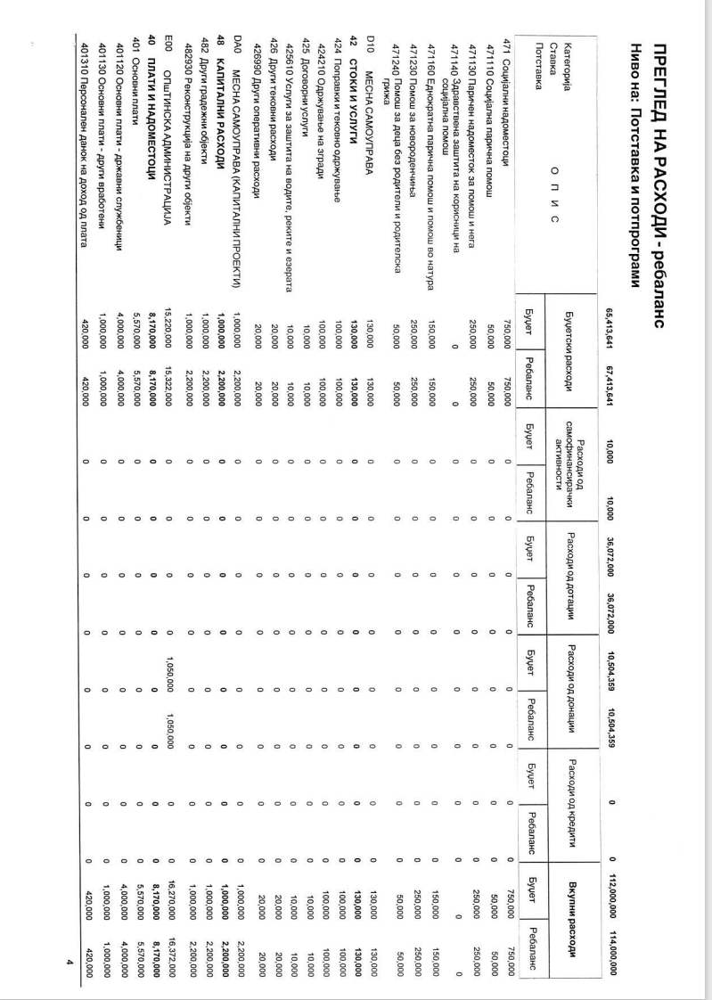 ПРЕГЛЕД НА РАСХОДИ - ребаланс
Ниво на: Потставка и потпрограми
65,413,641 67,413,641 10,000 10,000 36,072,000 36,072,000 10,504,359 10,504,359 0 0 112,000,000 114,000,000
Категорија
Ставка
Потставка
О П И С
Буџетски расходи
Расходи од самофинансирачки активности
Расходи од дотации
Расходи од донации
Расходи од кредити
Вкупни расходи
Буџет Ребаланс Буџет Ребаланс Буџет Ребаланс Буџет Ребаланс Буџет Ребаланс Буџет Ребаланс
471 Социјални надоместоци 750,000 750,000 0 0 0 0 0 0 0 0 750,000 750,000
471110 Социјална парична помош 50,000 50,000 0 0 0 0 0 0 0 0 50,000 50,000
471130 Паричен надоместок за помош и нега 250,000 250,000 0 0 0 0 0 0 0 0 250,000 250,000
471140 Здравствена заштита на корисници на социјална помош 0 0 0 0 0 0 0 0 0 0 0 0
471160 Еднократна парична помош и помош во натура 150,000 150,000 0 0 0 0 0 0 0 0 150,000 150,000
471230 Помош за новороденчиња 250,000 250,000 0 0 0 0 0 0 0 0 250,000 250,000
471240 Помош за деца без родители и родителска грижа 50,000 50,000 0 0 0 0 0 0 0 0 50,000 50,000
D10 МЕСНА САМОУПРАВА 130,000 130,000 0 0 0 0 0 0 0 0 130,000 130,000
42 СТОКИ И УСЛУГИ 130,000 130,000 0 0 0 0 0 0 0 0 130,000 130,000
424 Поправки и тековно одржување 100,000 100,000 0 0 0 0 0 0 0 0 100,000 100,000
424210 Одржување на згради 100,000 100,000 0 0 0 0 0 0 0 0 100,000 100,000
425 Договорни услуги 10,000 10,000 0 0 0 0 0 0 0 0 10,000 10,000
425610 Услуги за заштита на водите, реките и езерата 10,000 10,000 0 0 0 0 0 0 0 0 10,000 10,000
426 Други тековни расходи 20,000 20,000 0 0 0 0 0 0 0 0 20,000 20,000
426990 Други оперативни расходи 20,000 20,000 0 0 0 0 0 0 0 0 20,000 20,000
DA0 МЕСНА САМОУПРАВА (КАПИТАЛНИ ПРОЕКТИ) 1,000,000 2,200,000 0 0 0 0 0 0 0 0 1,000,000 2,200,000
48 КАПИТАЛНИ РАСХОДИ 1,000,000 2,200,000 0 0 0 0 0 0 0 0 1,000,000 2,200,000
482 Други градежни објекти 1,000,000 2,200,000 0 0 0 0 0 0 0 0 1,000,000 2,200,000
482930 Реконструкција на други објекти 1,000,000 2,200,000 0 0 0 0 0 0 0 0 1,000,000 2,200,000
E00 ОПШТИНСКА АДМИНИСТРАЦИЈА 15,220,000 15,322,000 0 0 0 0 1,050,000 1,050,000 0 0 16,270,000 16,372,000
40 ПЛАТИ И НАДОМЕСТОЦИ 8,170,000 8,170,000 0 0 0 0 0 0 0 0 8,170,000 8,170,000
401 Основни плати 5,570,000 5,570,000 0 0 0 0 0 0 0 0 5,570,000 5,570,000
401120 Основни плати - државни службеници 4,000,000 4,000,000 0 0 0 0 0 0 0 0 4,000,000 4,000,000
401130 Основни плати - други вработени 1,000,000 1,000,000 0 0 0 0 0 0 0 0 1,000,000 1,000,000
401310 Персонален данок на доход од плата 420,000 420,000 0 0 0 0 0 0 0 0 420,000 420,000
4